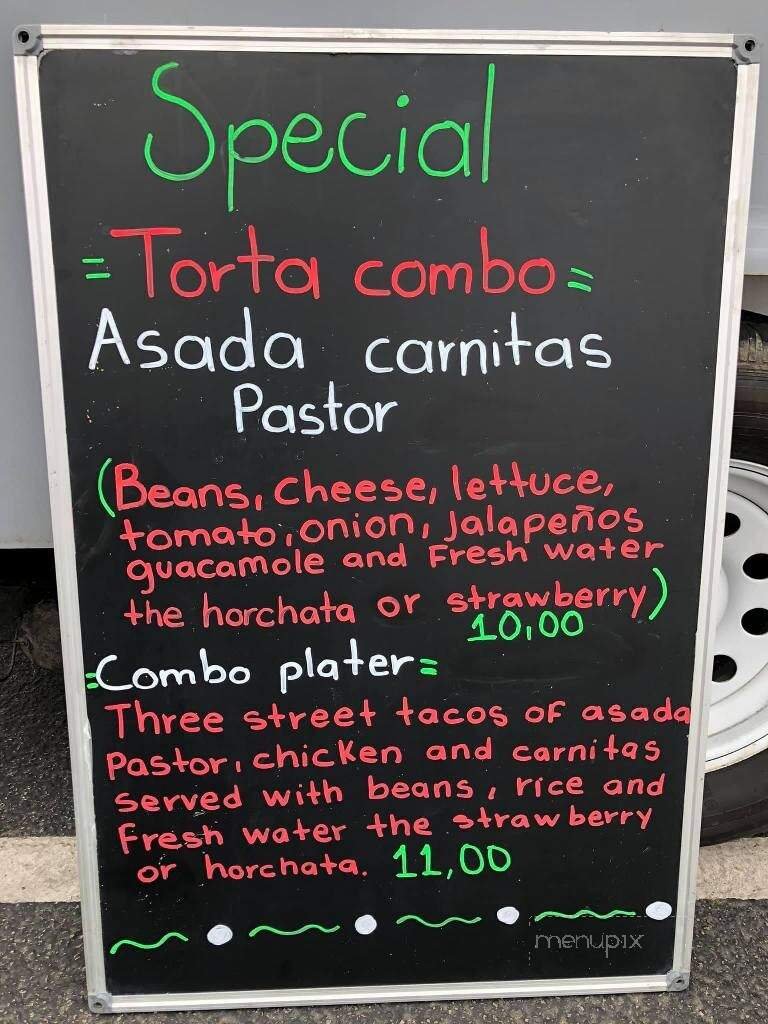 Special
=Torta combo=
Asada carnitas
Pastor
(Beans, cheese, lettuce,
tomato, onion, Jalapeños
guacamole and Fresh water
the horchata or strawberry)
10,00
=Combo plater=
Three street tacos of asada
Pastor, chicken and carnitas
served with beans, rice and
Fresh water the strawberry
or horchata. 11,00
menupix